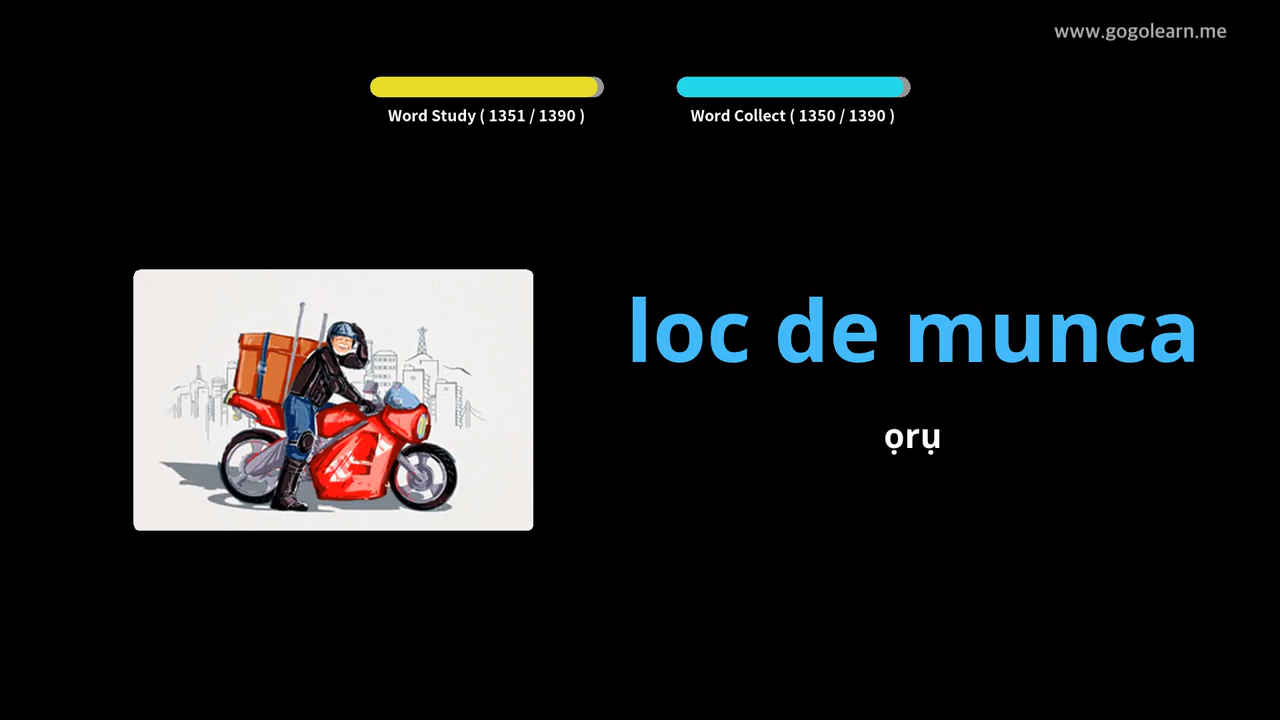 www.gogolearn.me
Word Study ( 1351 / 1390 )
Word Collect ( 1350 / 1390 )
loc de munca
ọrụ